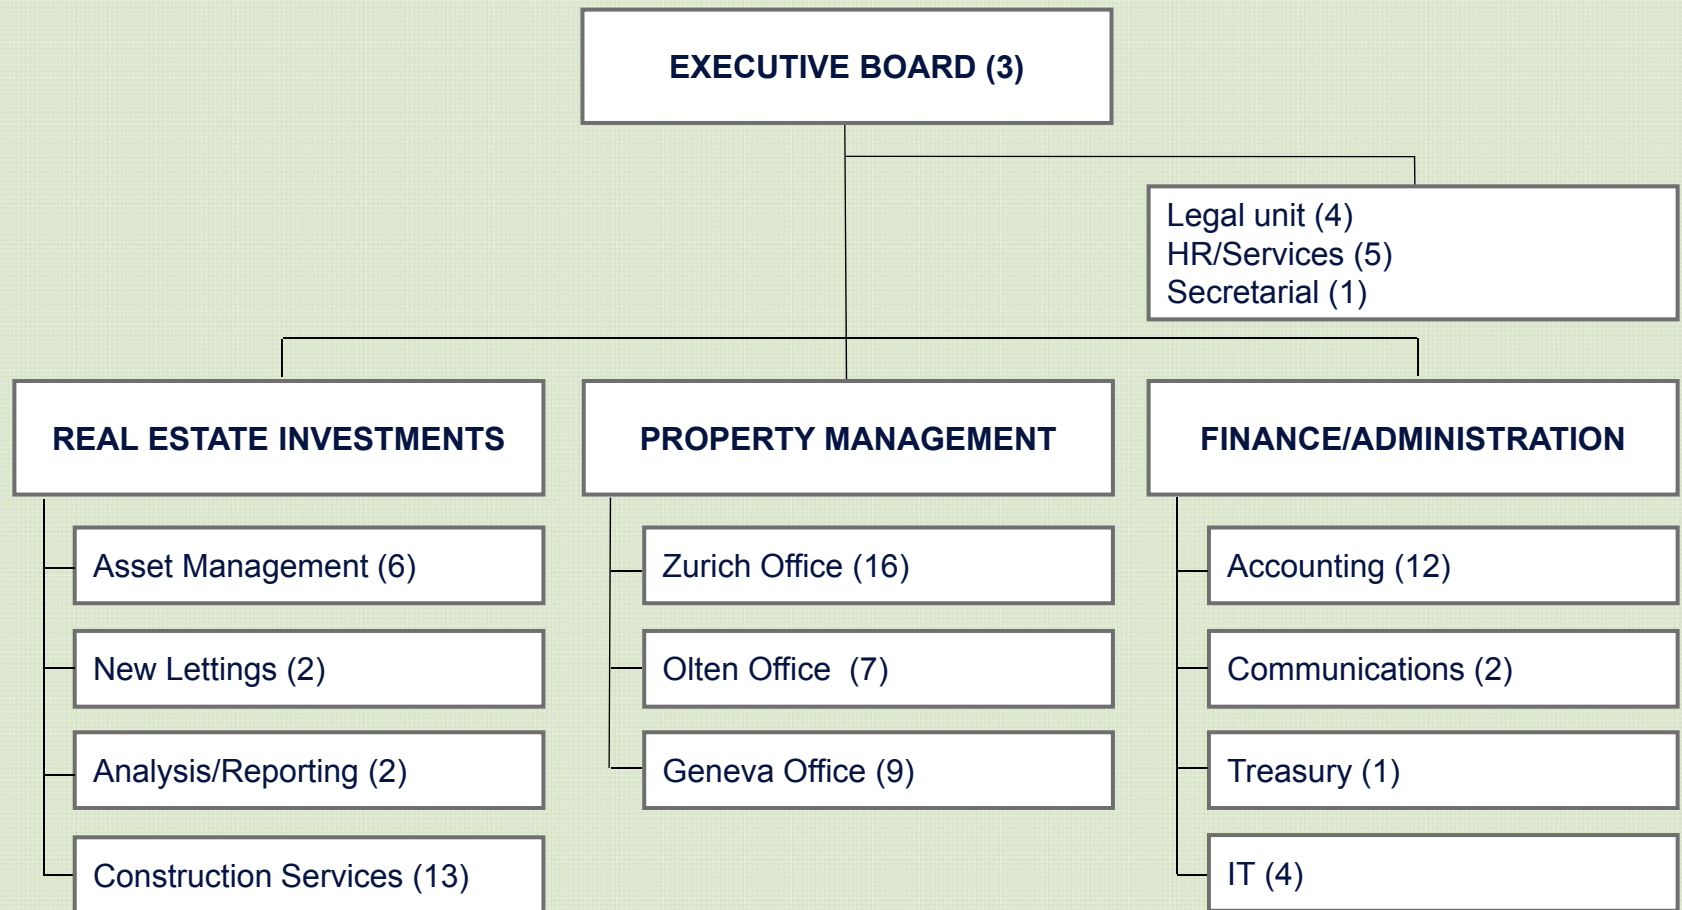 EXECUTIVE BOARD (3)
Legal unit (4)
HR/Services (5)
Secretarial (1)
REAL ESTATE INVESTMENTS
Asset Management (6)
New Lettings (2)
Analysis/Reporting (2)
Construction Services (13)
PROPERTY MANAGEMENT
Zurich Office (16)
Olten Office  (7)
Geneva Office (9)
FINANCE/ADMINISTRATION
Accounting (12)
Communications (2)
Treasury (1)
IT (4)